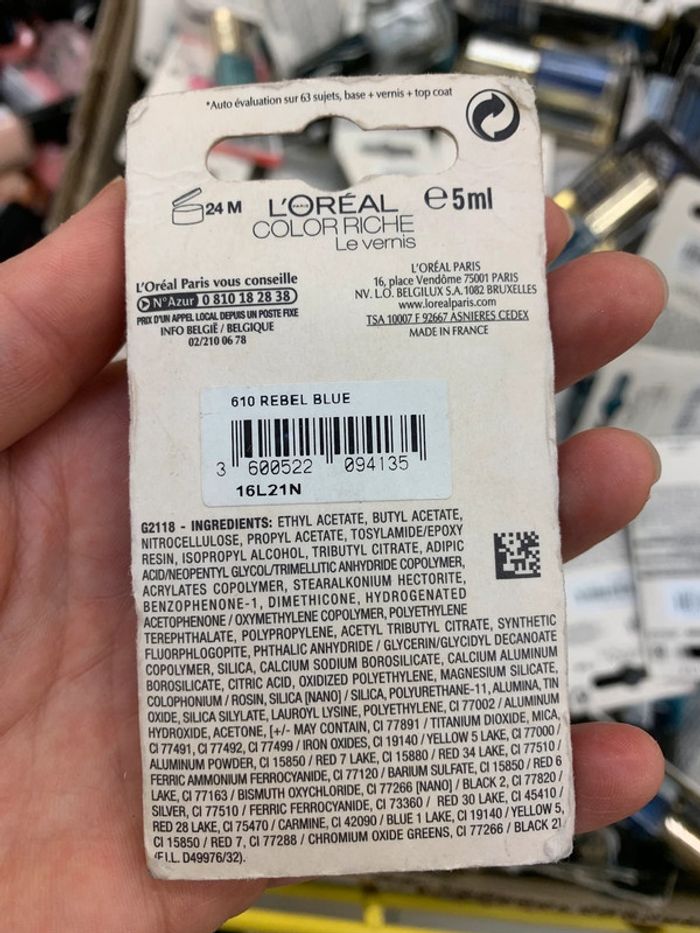 *Auto évaluation sur 63 sujets, base + vernis + top coat
24 M
L'ORÉAL
PARIS
COLOR RICHE
Le vernis
e 5ml
L'Oréal Paris vous conseille
N°Azur 0 810 18 28 38
PRIX D'UN APPEL LOCAL DEPUIS UN POSTE FIXE
INFO BELGIË / BELGIQUE
02/210 06 78
L'ORÉAL PARIS
16, place Vendôme 75001 PARIS
NV. L.O. BELGILUX S.A. 1082 BRUXELLES
www.lorealparis.com
TSA 10007 F 92667 ASNIERES CEDEX
MADE IN FRANCE
610 REBEL BLUE
3 600522 094135
16L21N
G2118 - INGREDIENTS: ETHYL ACETATE, BUTYL ACETATE,
NITROCELLULOSE, PROPYL ACETATE, TOSYLAMIDE/EPOXY
RESIN, ISOPROPYL ALCOHOL, TRIBUTYL CITRATE, ADIPIC
ACID/NEOPENTYL GLYCOL/TRIMELLITIC ANHYDRIDE COPOLYMER,
ACRYLATES COPOLYMER, STEARALKONIUM HECTORITE,
BENZOPHENONE-1, DIMETHICONE, HYDROGENATED
ACETOPHENONE / OXYMETHYLENE COPOLYMER, POLYETHYLENE
TEREPHTHALATE, POLYPROPYLENE, ACETYL TRIBUTYL CITRATE, SYNTHETIC
FLUORPHLOGOPITE, PHTHALIC ANHYDRIDE / GLYCERIN/GLYCIDYL DECANOATE
COPOLYMER, SILICA, CALCIUM SODIUM BOROSILICATE, CALCIUM ALUMINUM
BOROSILICATE, CITRIC ACID, OXIDIZED POLYETHYLENE, MAGNESIUM SILICATE,
COLOPHONIUM / ROSIN, SILICA [NANO] / SILICA, POLYURETHANE-11, ALUMINA, TIN
OXIDE, SILICA SILYLATE, LAUROYL LYSINE, POLYETHYLENE, CI 77002 / ALUMINUM
HYDROXIDE, ACETONE, [+/- MAY CONTAIN, CI 77891 / TITANIUM DIOXIDE, MICA,
CI 77491, CI 77492, CI 77499 / IRON OXIDES, CI 19140 / YELLOW 5 LAKE, CI 77000 /
ALUMINUM POWDER, CI 15850 / RED 7 LAKE, CI 15880 / RED 34 LAKE, CI 77510 /
FERRIC AMMONIUM FERROCYANIDE, CI 77120 / BARIUM SULFATE, CI 15850 / RED 6
LAKE, CI 77163 / BISMUTH OXYCHLORIDE, CI 77266 [NANO] / BLACK 2, CI 77820 /
SILVER, CI 77510 / FERRIC FERROCYANIDE, CI 73360 / RED 30 LAKE, CI 45410 /
RED 28 LAKE, CI 75470 / CARMINE, CI 42090 / BLUE 1 LAKE, CI 19140 / YELLOW 5,
CI 15850 / RED 7, CI 77288 / CHROMIUM OXIDE GREENS, CI 77266 / BLACK 2]
(F.I.L. D49976/32).